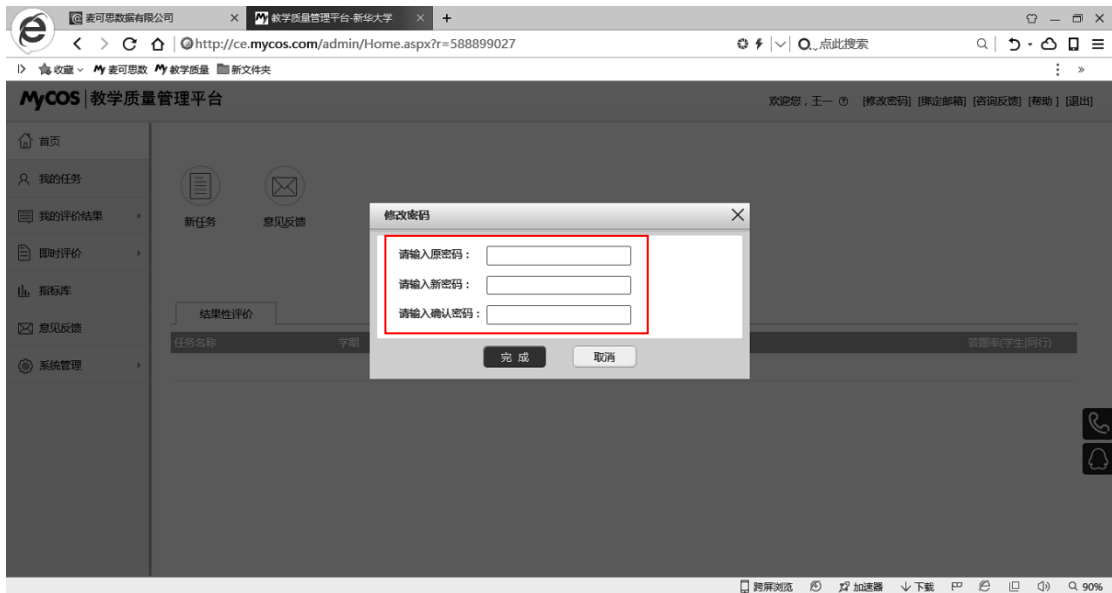 麦可思数据有限公司
教学质量管理平台-新华大学
http://ce.mycos.com/admin/Home.aspx?r=588899027
点此搜索
收藏 麦可思数 教学质量 新文件夹
MyCOS 教学质量管理平台
欢迎您，王一 [修改密码] [绑定邮箱] [咨询反馈] [帮助 ] [退出]
首页
我的任务
我的评价结果
即时评价
指标库
意见反馈
系统管理
新任务 意见反馈
结果性评价
任务名称 学期 答题率(学生|同行)
修改密码
请输入原密码：
请输入新密码：
请输入确认密码：
完 成 取消
跨屏浏览 加速器 下载 90%